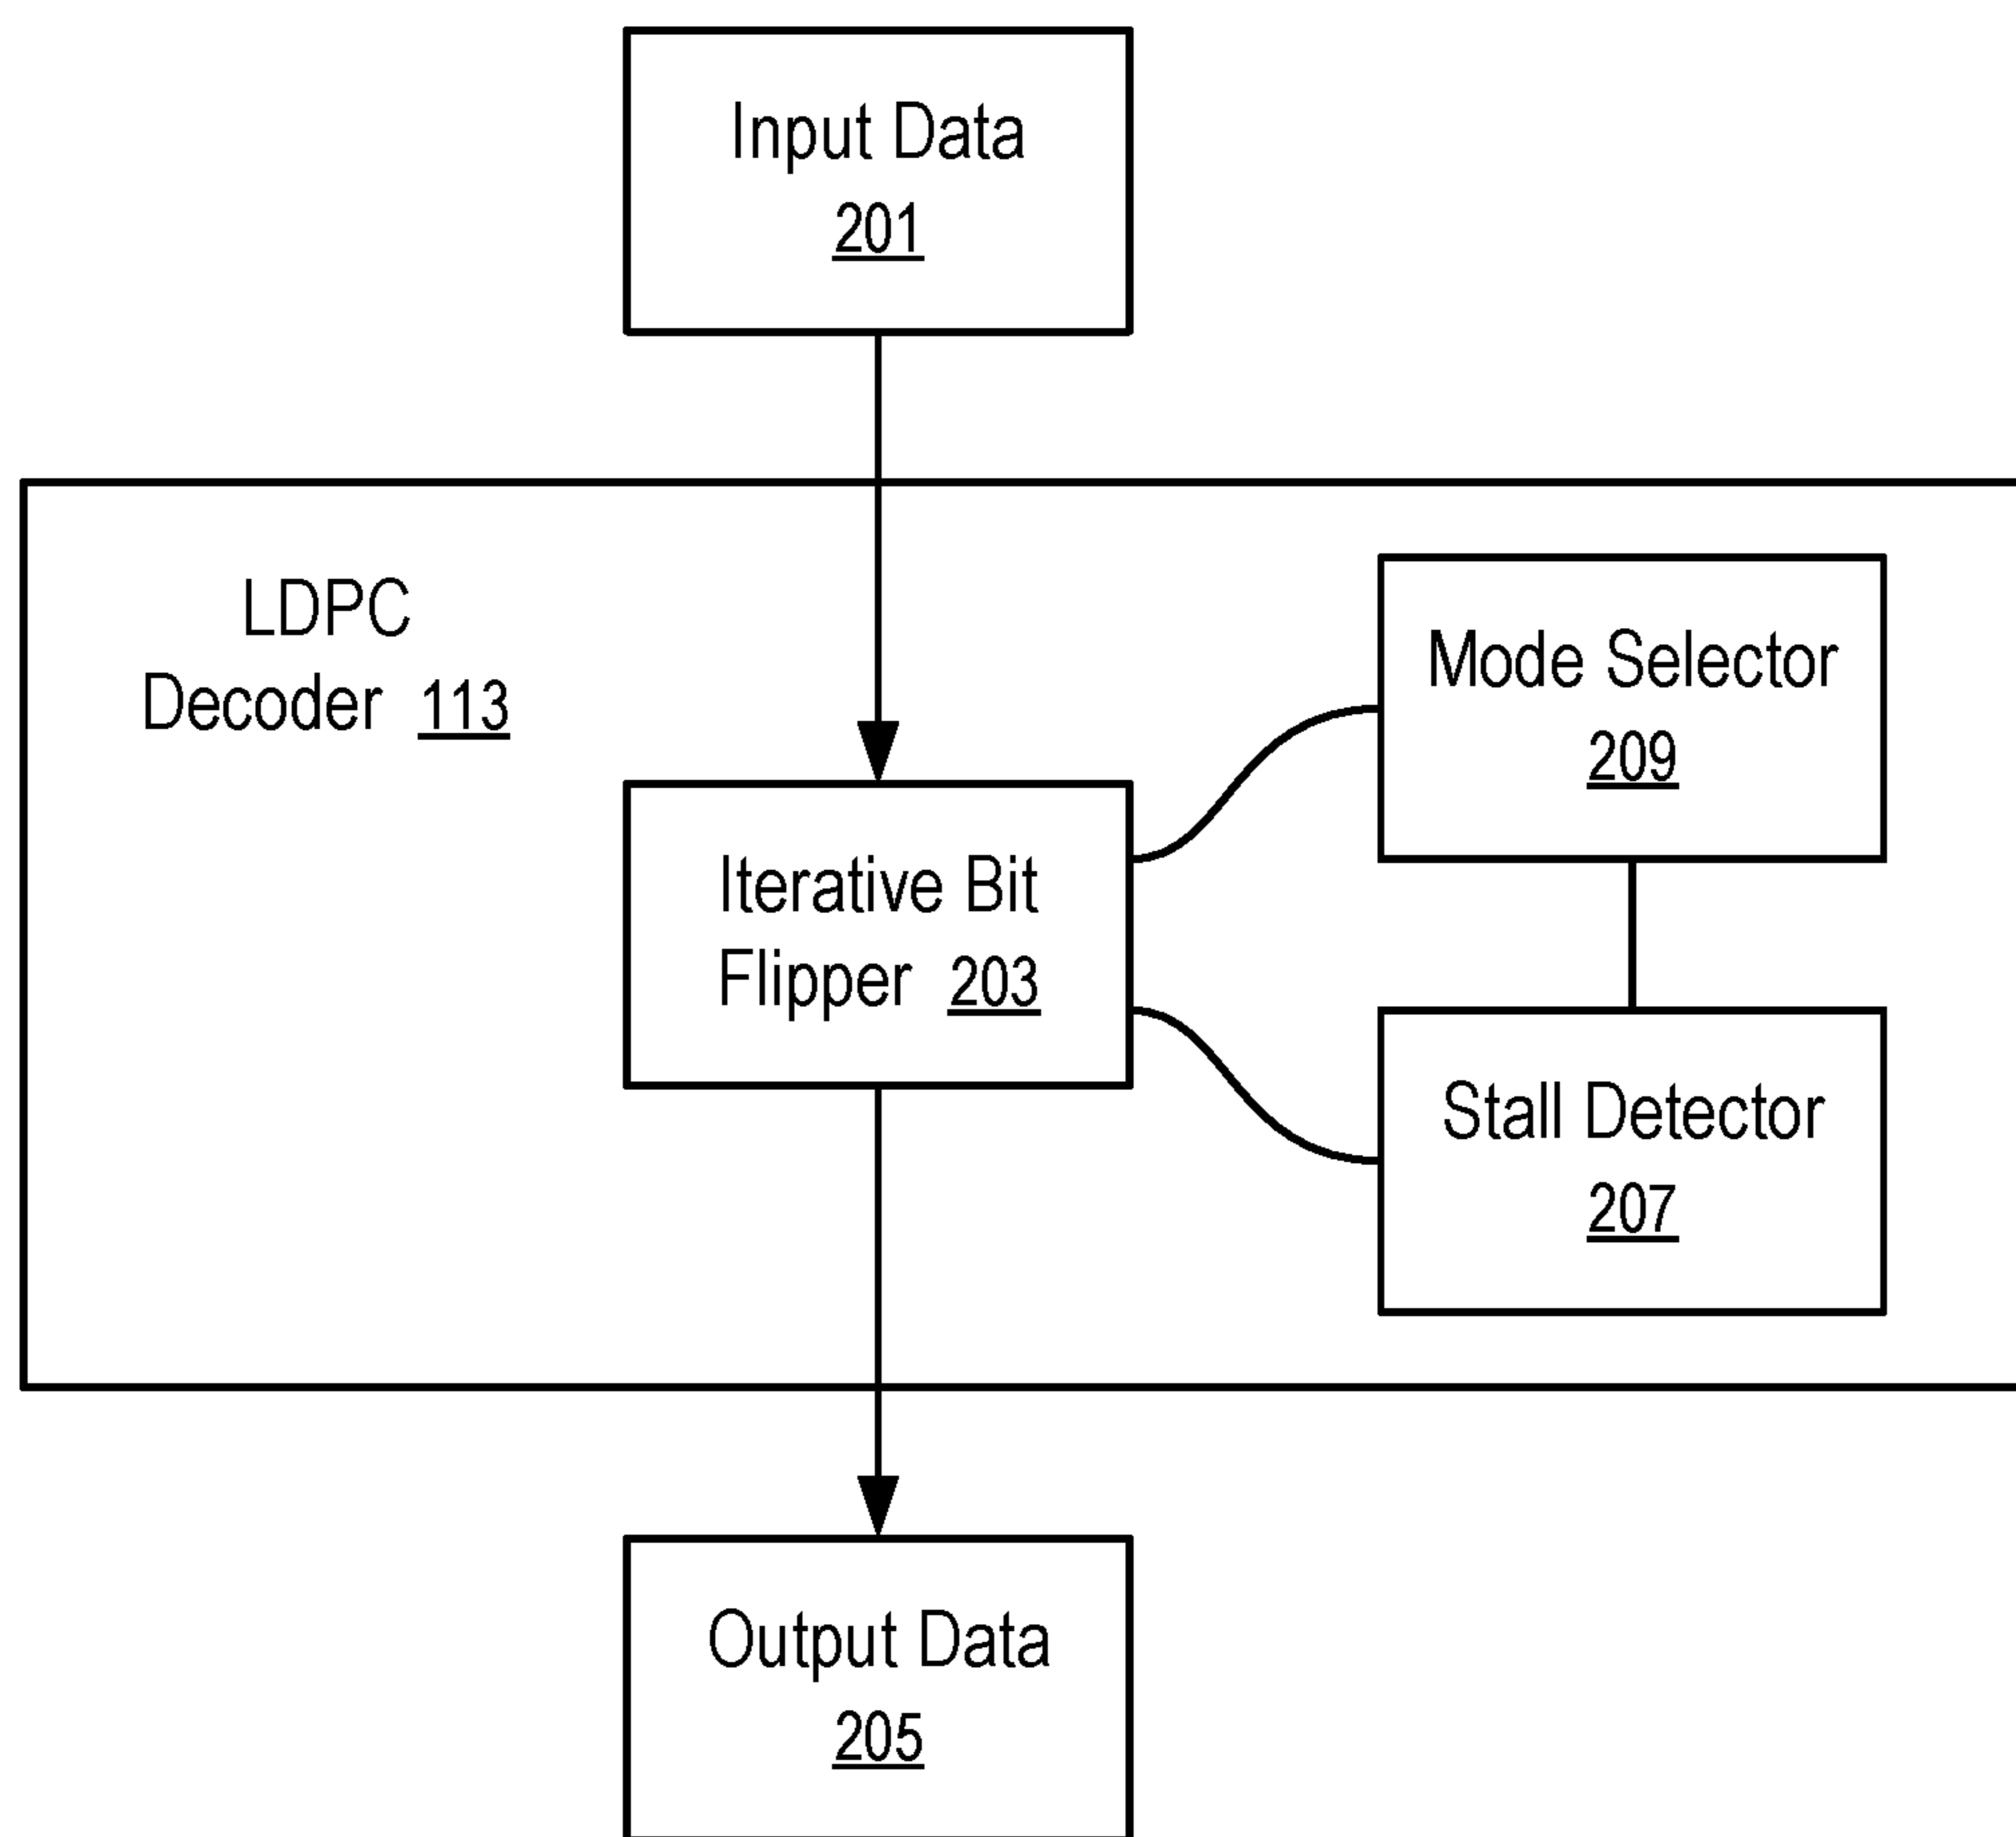 Input Data
201
LDPC
Decoder 113
Mode Selector
209
Iterative Bit
Flipper 203
Stall Detector
207
Output Data
205